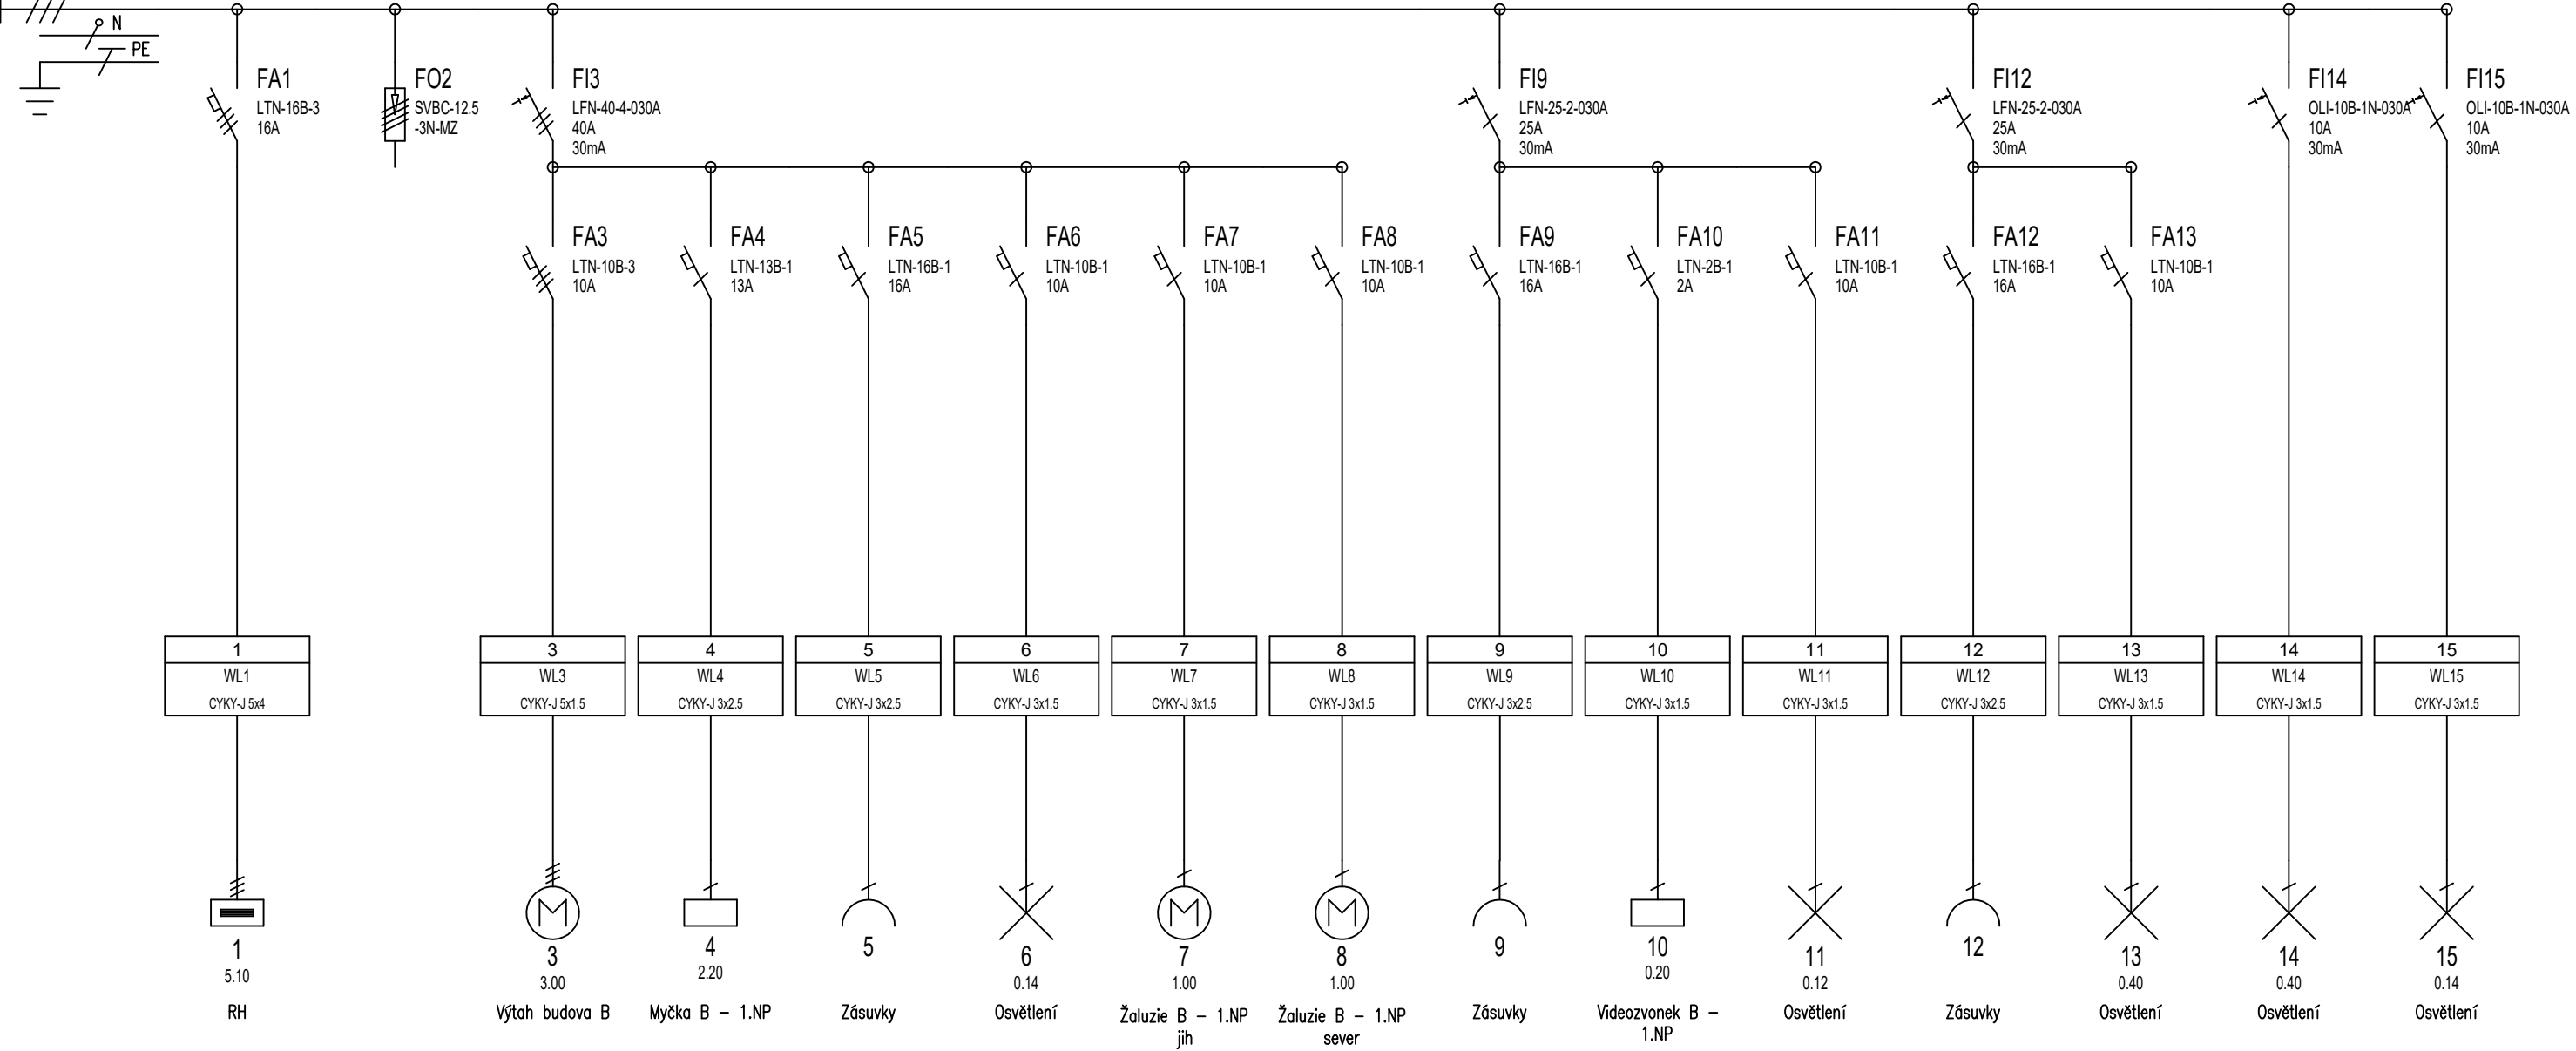 N
PE
FA1
LTN-16B-3
16A
FO2
SVBC-12.5
-3N-MZ
FI3
LFN-40-4-030A
40A
30mA
FI9
LFN-25-2-030A
25A
30mA
FI12
LFN-25-2-030A
25A
30mA
FI14
OLI-10B-1N-030A
10A
30mA
FI15
OLI-10B-1N-030A
10A
30mA
FA3
LTN-10B-3
10A
FA4
LTN-13B-1
13A
FA5
LTN-16B-1
16A
FA6
LTN-10B-1
10A
FA7
LTN-10B-1
10A
FA8
LTN-10B-1
10A
FA9
LTN-16B-1
16A
FA10
LTN-2B-1
2A
FA11
LTN-10B-1
10A
FA12
LTN-16B-1
16A
FA13
LTN-10B-1
10A
1
WL1
CYKY-J 5x4
3
WL3
CYKY-J 5x1.5
4
WL4
CYKY-J 3x2.5
5
WL5
CYKY-J 3x2.5
6
WL6
CYKY-J 3x1.5
7
WL7
CYKY-J 3x1.5
8
WL8
CYKY-J 3x1.5
9
WL9
CYKY-J 3x2.5
10
WL10
CYKY-J 3x1.5
11
WL11
CYKY-J 3x1.5
12
WL12
CYKY-J 3x2.5
13
WL13
CYKY-J 3x1.5
14
WL14
CYKY-J 3x1.5
15
WL15
CYKY-J 3x1.5
1
5.10
RH
M
3
3.00
Výtah budova B
4
2.20
Myčka B – 1.NP
5
Zásuvky
6
0.14
Osvětlení
M
7
1.00
Žaluzie B – 1.NP
jih
M
8
1.00
Žaluzie B – 1.NP
sever
9
Zásuvky
10
0.20
Videozvonek B –
1.NP
11
0.12
Osvětlení
12
Zásuvky
13
0.40
Osvětlení
14
0.40
Osvětlení
15
0.14
Osvětlení